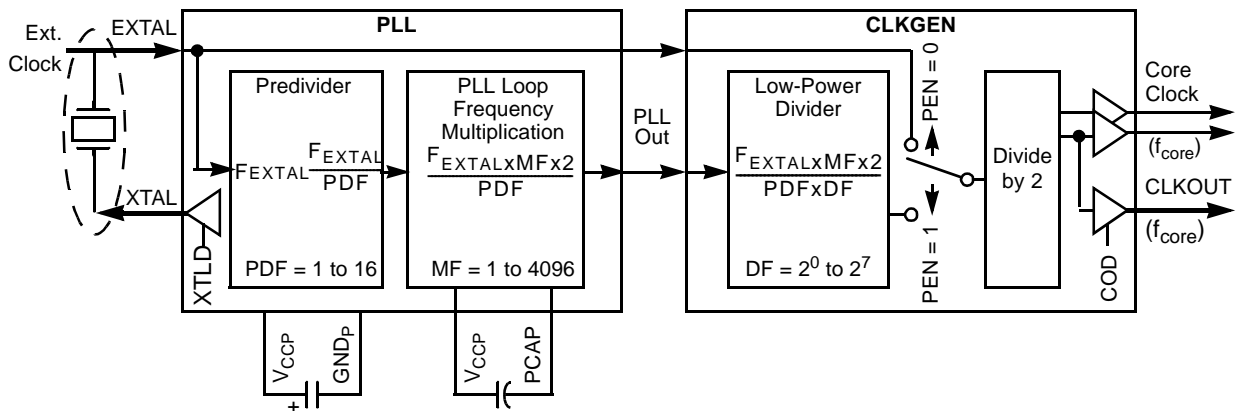 Ext.
Clock
EXTAL
XTAL
PLL
Predivider
FEXTAL
FEXTAL
PDF
PDF = 1 to 16
XTLD
PLL Loop
Frequency
Multiplication
FEXTALxMFx2
PDF
MF = 1 to 4096
VCCP
GNDP
+
VCCP
PCAP
PLL
Out
CLKGEN
Low-Power
Divider
FEXTALxMFx2
PDFxDF
DF = 2^0 to 2^7
PEN = 0
PEN = 1
Divide
by 2
COD
Core
Clock
(fcore)
CLKOUT
(fcore)